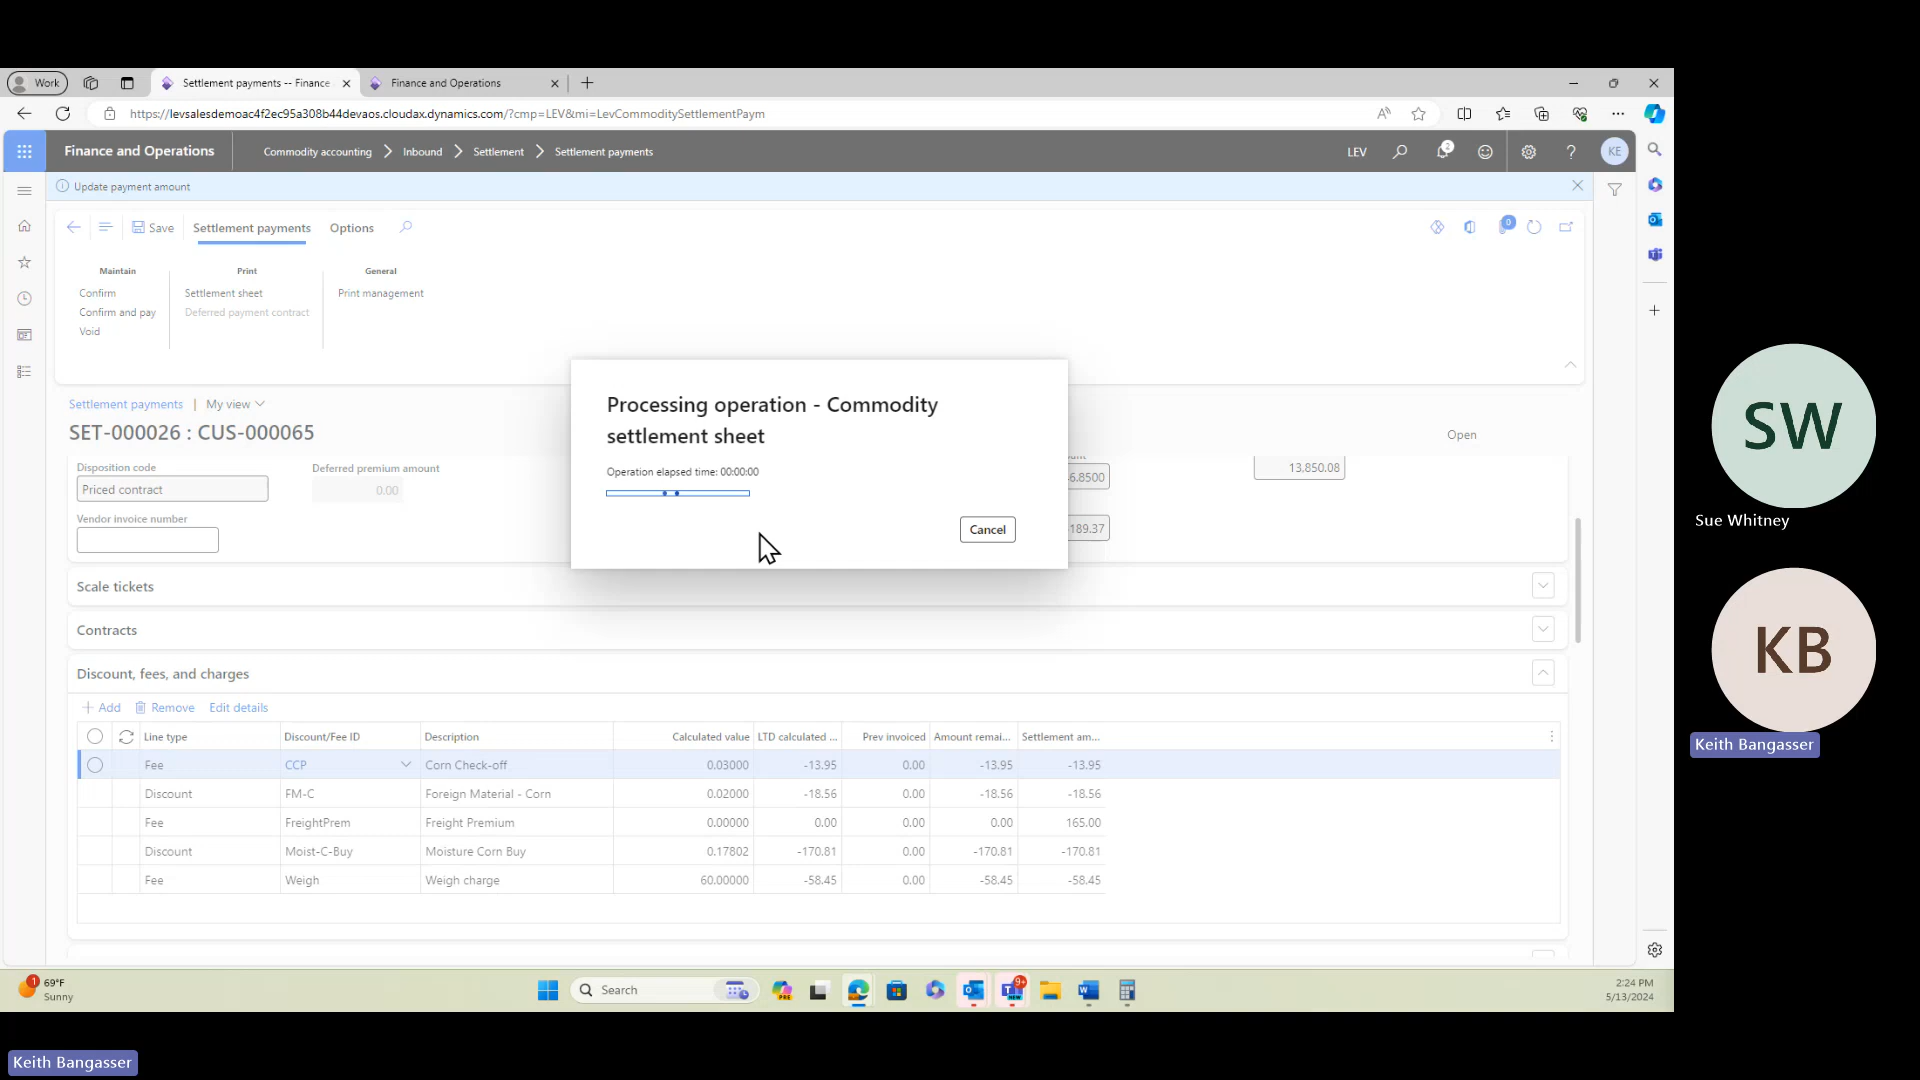 Work
Settlement payments -- Finance
Finance and Operations
https://levsalesdemoac4f2ec95a308b44devaos.cloudax.dynamics.com/?cmp=LEV&mi=LevCommoditySettlementPaym
Finance and Operations
Commodity accounting
Inbound
Settlement
Settlement payments
LEV
2
KE
Update payment amount
Save
Settlement payments
Options
0
Maintain
Confirm
Confirm and pay
Void
Print
Settlement sheet
Deferred payment contract
General
Print management
Settlement payments | My view
SET-000026 : CUS-000065
Open
Disposition code
Priced contract
Deferred premium amount
0.00
Vendor invoice number
6.8500
189.37
13,850.08
Processing operation - Commodity
settlement sheet
Operation elapsed time: 00:00:00
Cancel
Scale tickets
Contracts
Discount, fees, and charges
Add Remove Edit details
Line type Discount/Fee ID Description Calculated value LTD calculated ... Prev invoiced Amount remai... Settlement am...
Fee CCP Corn Check-off 0.03000 -13.95 0.00 -13.95 -13.95
Discount FM-C Foreign Material - Corn 0.02000 -18.56 0.00 -18.56 -18.56
Fee FreightPrem Freight Premium 0.00000 0.00 0.00 0.00 165.00
Discount Moist-C-Buy Moisture Corn Buy 0.17802 -170.81 0.00 -170.81 -170.81
Fee Weigh Weigh charge 60.00000 -58.45 0.00 -58.45 -58.45
1
69°F
Sunny
Search
PRE
9+
NEW
2:24 PM
5/13/2024
SW
Sue Whitney
KB
Keith Bangasser
Keith Bangasser